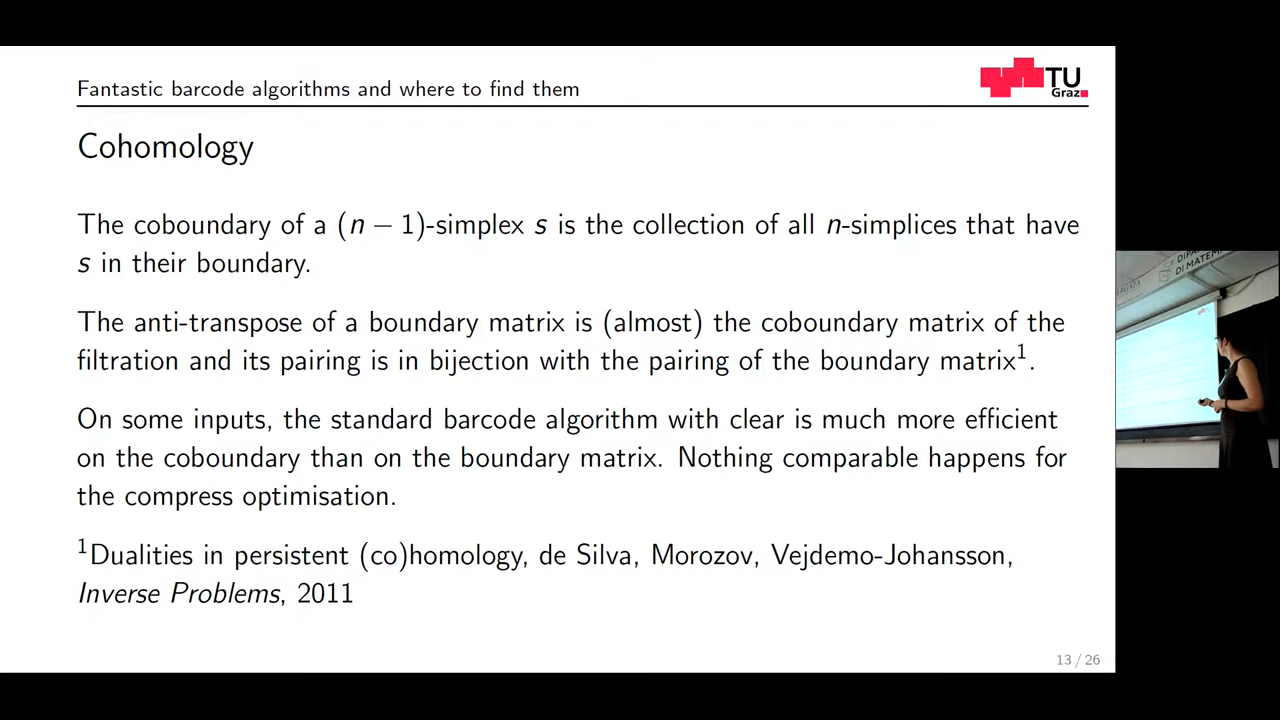 Fantastic barcode algorithms and where to find them
TU
Graz
Cohomology
The coboundary of a (n − 1)-simplex s is the collection of all n-simplices that have
s in their boundary.
The anti-transpose of a boundary matrix is (almost) the coboundary matrix of the
filtration and its pairing is in bijection with the pairing of the boundary matrix¹.
On some inputs, the standard barcode algorithm with clear is much more efficient
on the coboundary than on the boundary matrix. Nothing comparable happens for
the compress optimisation.
¹Dualities in persistent (co)homology, de Silva, Morozov, Vejdemo-Johansson,
Inverse Problems, 2011
13 / 26
DI MATEM